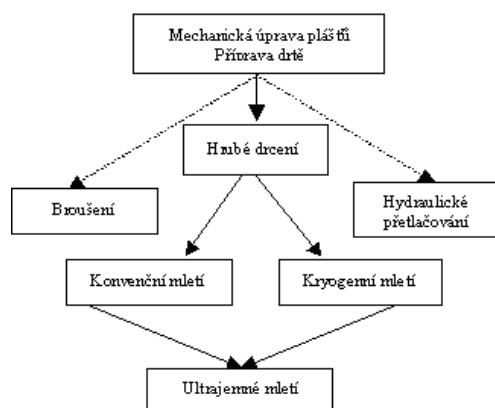 Mechanická úprava plášťů
Příprava drtě
Hrubé drcení
Broušení
Hydraulické
přetlačování
Konvenční mletí
Kryogenní mletí
Ultrajemné mletí